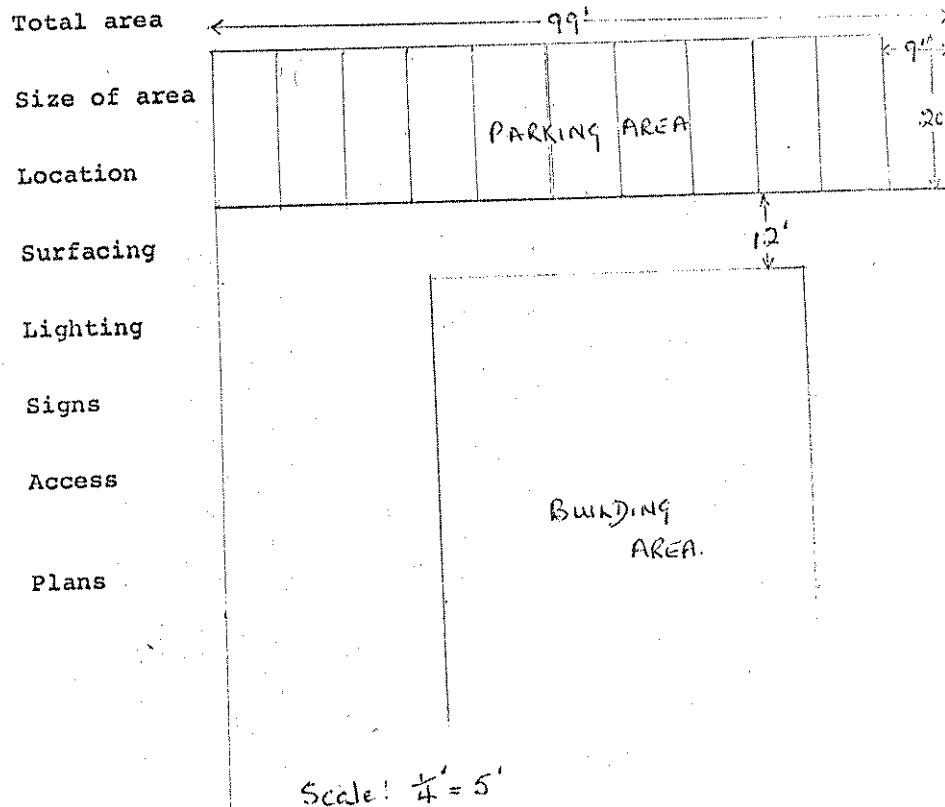 Total area
99'
Size of area
9"
20
PARKING AREA
Location
Surfacing
12'
Lighting
Signs
Access
BUILDING
AREA.
Plans
Scale! ¼' = 5'